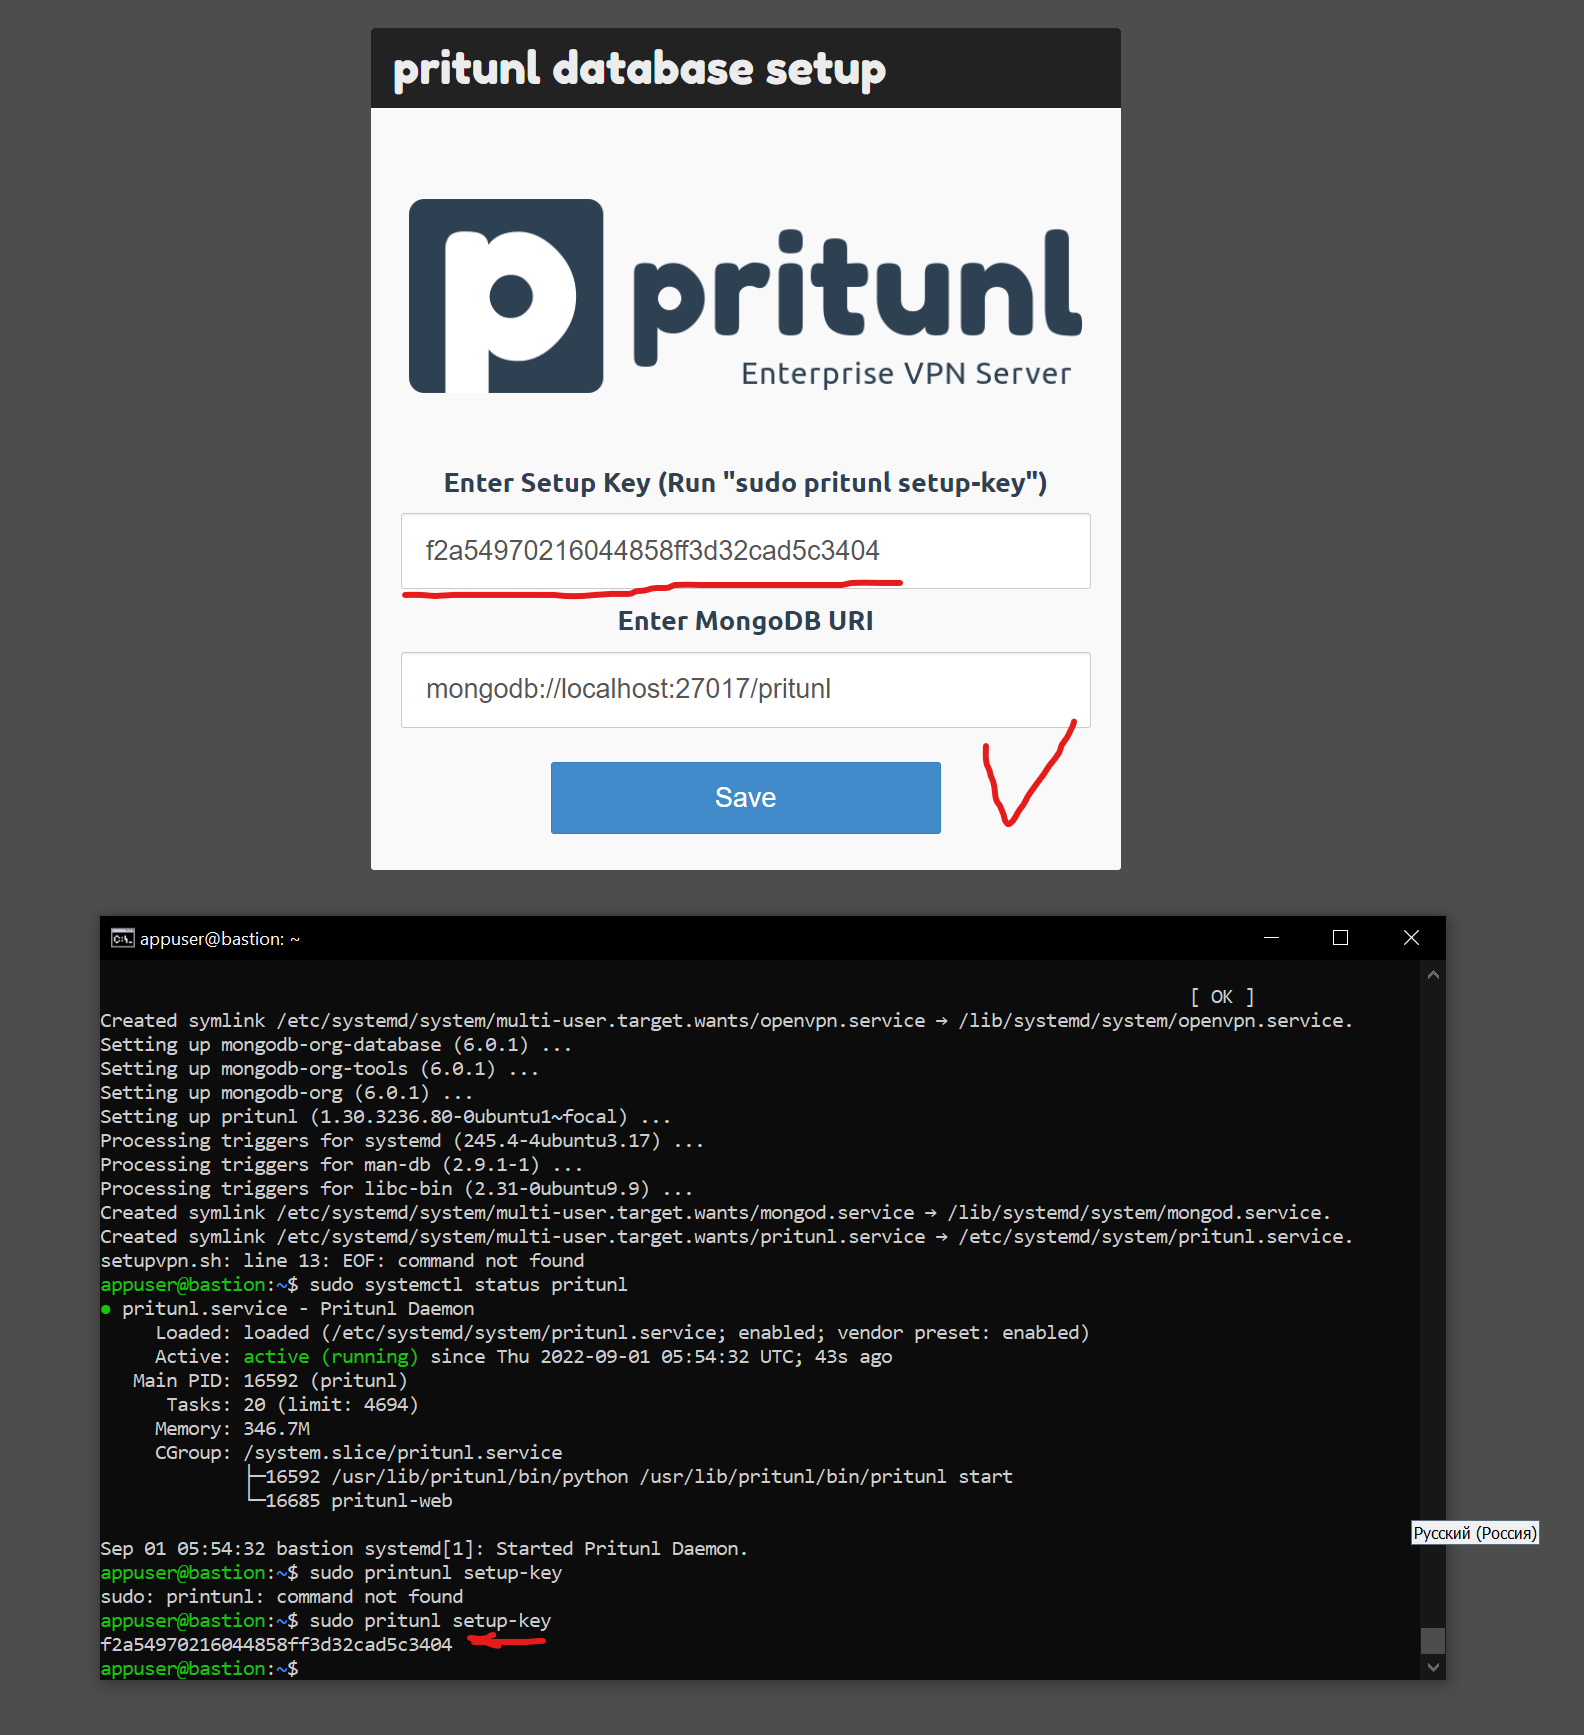 pritunl database setup
p pritunl
Enterprise VPN Server
Enter Setup Key (Run "sudo pritunl setup-key")
f2a54970216044858ff3d32cad5c3404
Enter MongoDB URI
mongodb://localhost:27017/pritunl
Save
C:\. appuser@bastion: ~
[ OK ]
Created symlink /etc/systemd/system/multi-user.target.wants/openvpn.service → /lib/systemd/system/openvpn.service.
Setting up mongodb-org-database (6.0.1) ...
Setting up mongodb-org-tools (6.0.1) ...
Setting up mongodb-org (6.0.1) ...
Setting up pritunl (1.30.3236.80-0ubuntu1~focal) ...
Processing triggers for systemd (245.4-4ubuntu3.17) ...
Processing triggers for man-db (2.9.1-1) ...
Processing triggers for libc-bin (2.31-0ubuntu9.9) ...
Created symlink /etc/systemd/system/multi-user.target.wants/mongod.service → /lib/systemd/system/mongod.service.
Created symlink /etc/systemd/system/multi-user.target.wants/pritunl.service → /etc/systemd/system/pritunl.service.
setupvpn.sh: line 13: EOF: command not found
appuser@bastion:~$ sudo systemctl status pritunl
● pritunl.service - Pritunl Daemon
Loaded: loaded (/etc/systemd/system/pritunl.service; enabled; vendor preset: enabled)
Active: active (running) since Thu 2022-09-01 05:54:32 UTC; 43s ago
Main PID: 16592 (pritunl)
Tasks: 20 (limit: 4694)
Memory: 346.7M
CGroup: /system.slice/pritunl.service
├─16592 /usr/lib/pritunl/bin/python /usr/lib/pritunl/bin/pritunl start
└─16685 pritunl-web
Русский (Россия)
Sep 01 05:54:32 bastion systemd[1]: Started Pritunl Daemon.
appuser@bastion:~$ sudo printunl setup-key
sudo: printunl: command not found
appuser@bastion:~$ sudo pritunl setup-key
f2a54970216044858ff3d32cad5c3404
appuser@bastion:~$